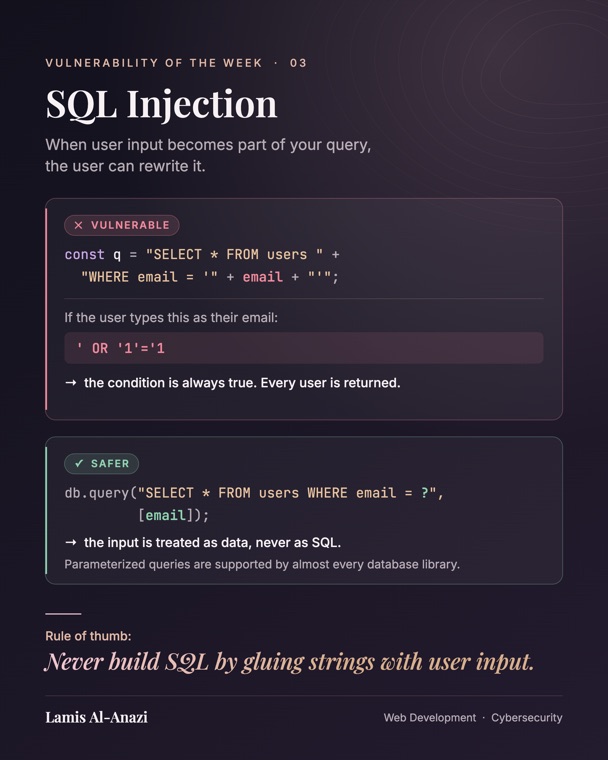 VULNERABILITY OF THE WEEK · 03
SQL Injection
When user input becomes part of your query,
the user can rewrite it.
✕ VULNERABLE
const q = "SELECT * FROM users " +
"WHERE email = '" + email + "'";
If the user types this as their email:
' OR '1'='1
→ the condition is always true. Every user is returned.
✓ SAFER
db.query("SELECT * FROM users WHERE email = ?",
[email]);
→ the input is treated as data, never as SQL.
Parameterized queries are supported by almost every database library.
Rule of thumb:
Never build SQL by gluing strings with user input.
Lamis Al-Anazi
Web Development · Cybersecurity